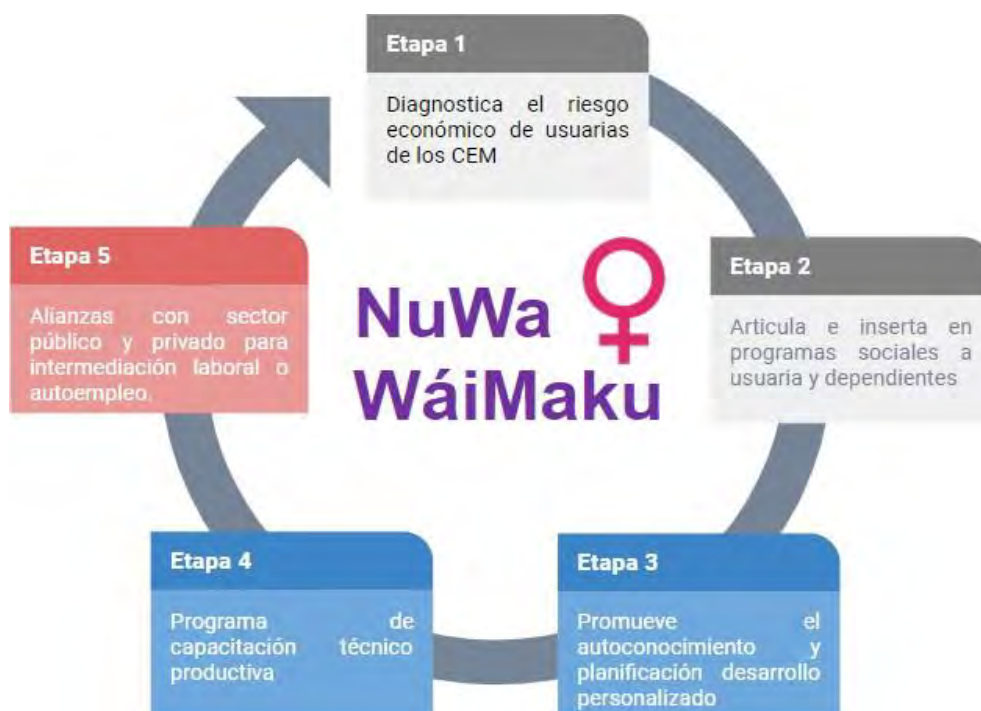 Etapa 1
Diagnostica el riesgo
económico de usuarias
de los CEM
Etapa 2
Articula e inserta en
programas sociales a
usuaria y dependientes
Etapa 3
Promueve el
autoconocimiento y
planificación desarrollo
personalizado
Etapa 4
Programa de
capacitación técnico
productiva
Etapa 5
Alianzas con sector
público y privado para
intermediación laboral o
autoempleo.
NuWa
WáiMaku